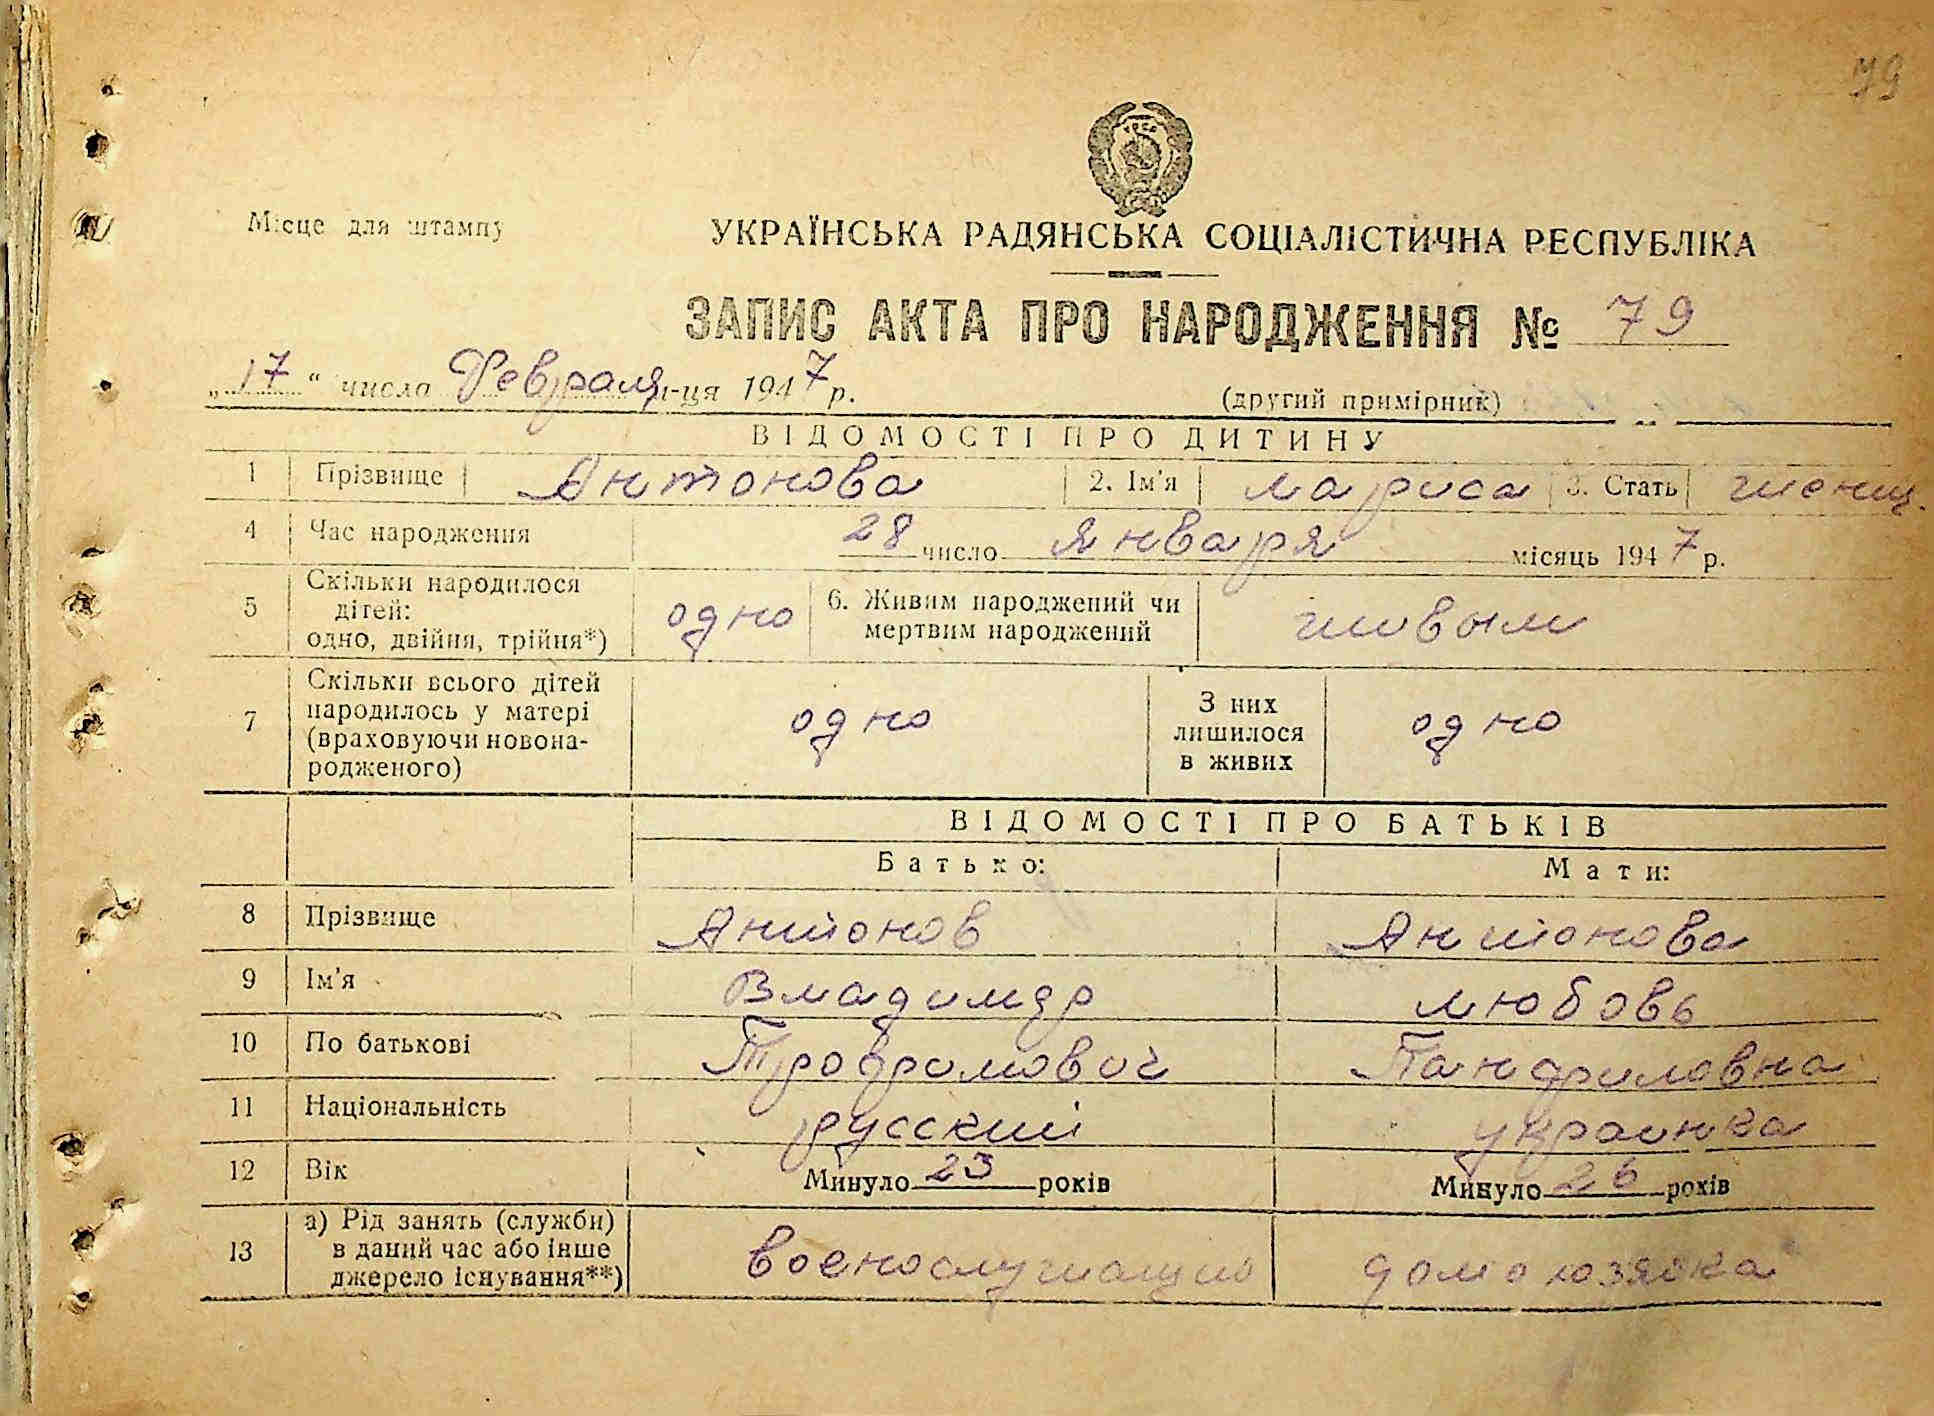 79
УРСР
Місце для штампу
УКРАЇНСЬКА РАДЯНСЬКА СОЦІАЛІСТИЧНА РЕСПУБЛІКА
ЗАПИС АКТА ПРО НАРОДЖЕННЯ № 79
„17“ числа Февраля м-ця 1947 р.
(другий примірник)
ВІДОМОСТІ ПРО ДИТИНУ
1 Прізвище Антонова 2. Ім'я Лариса 3. Стать женщ.
4 Час народження 28 число Января місяць 1947 р.
5 Скільки народилося дітей: одно, двійня, трійня*) одно 6. Живим народжений чи мертвим народжений живым
7 Скільки всього дітей народилось у матері (враховуючи новонародженого) одно З них лишилося в живих одно
ВІДОМОСТІ ПРО БАТЬКІВ
Батько: Мати:
8 Прізвище Антонов Антонова
9 Ім'я Владимир Любовь
10 По батькові Трофимович Панфиловна
11 Національність русский украинка
12 Вік Минуло 23 років Минуло 26 років
13 а) Рід занять (служби) в даний час або інше джерело існування**) домохозяйка